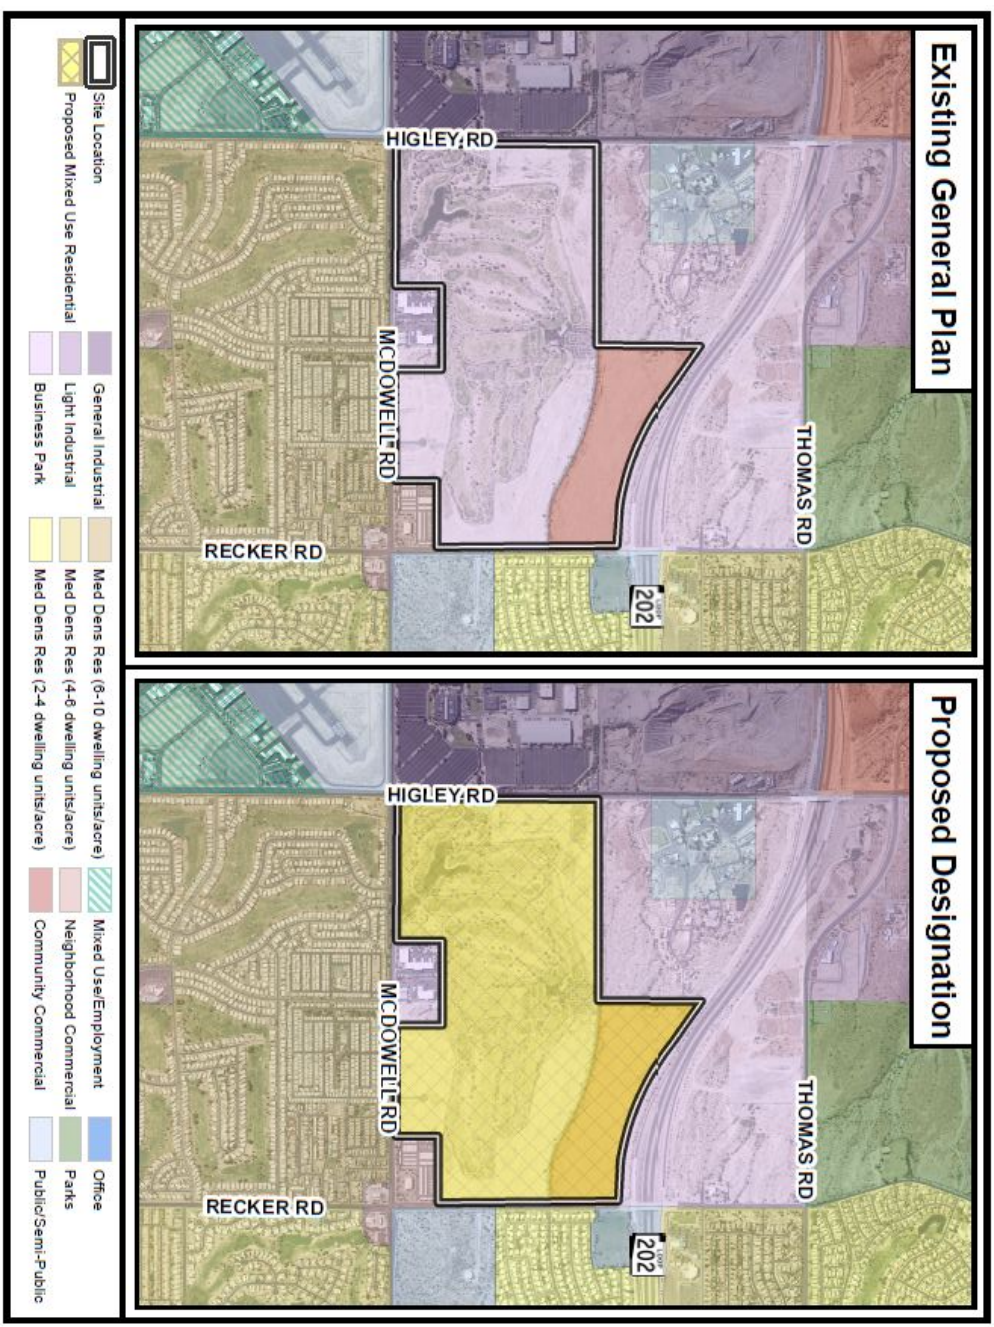 Existing General Plan
HIGLEY RD
MCDOWELL RD
THOMAS RD
RECKER RD
LOOP
202
Proposed Designation
HIGLEY RD
MCDOWELL RD
THOMAS RD
RECKER RD
LOOP
202
Site Location
Proposed Mixed Use Residential
General Industrial
Light Industrial
Business Park
Med Dens Res (6-10 dwelling units/acre)
Med Dens Res (4-6 dwelling units/acre)
Med Dens Res (2-4 dwelling units/acre)
Mixed Use/Employment
Neighborhood Commercial
Community Commercial
Office
Parks
Public/Semi-Public